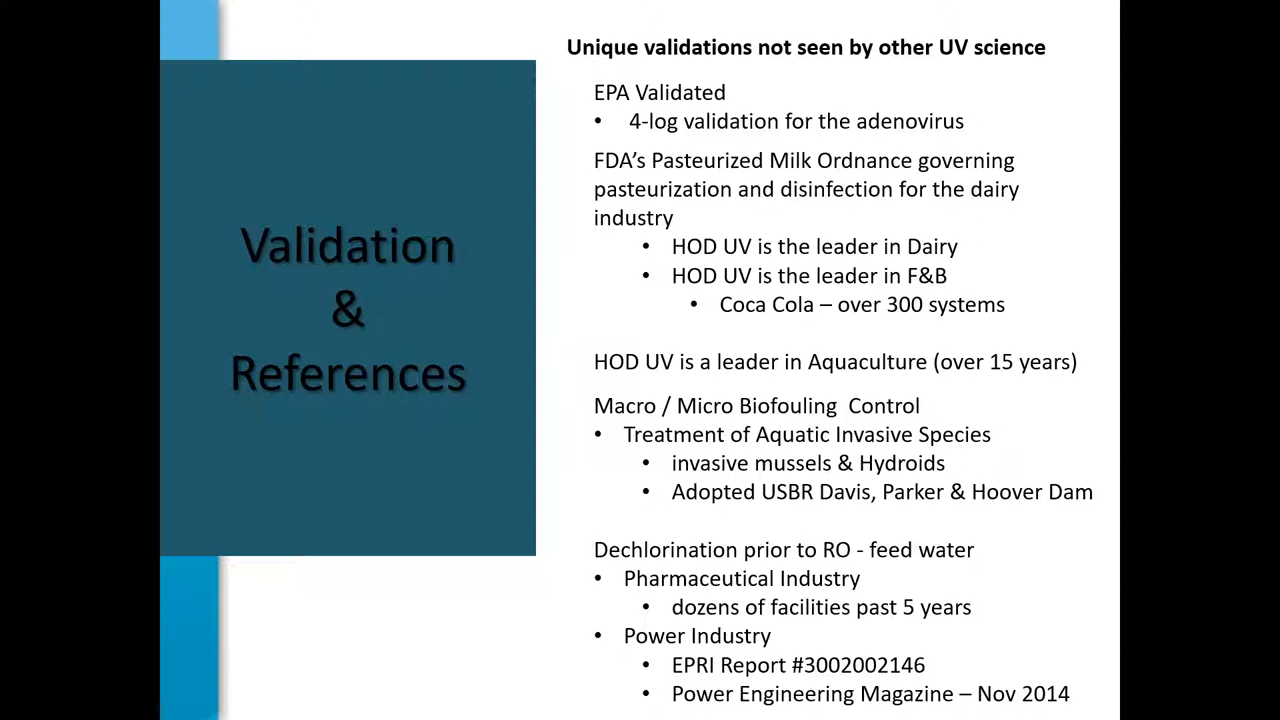 Validation
&
References
Unique validations not seen by other UV science
EPA Validated
• 4-log validation for the adenovirus
FDA’s Pasteurized Milk Ordnance governing
pasteurization and disinfection for the dairy
industry
• HOD UV is the leader in Dairy
• HOD UV is the leader in F&B
• Coca Cola – over 300 systems
HOD UV is a leader in Aquaculture (over 15 years)
Macro / Micro Biofouling Control
• Treatment of Aquatic Invasive Species
• invasive mussels & Hydroids
• Adopted USBR Davis, Parker & Hoover Dam
Dechlorination prior to RO - feed water
• Pharmaceutical Industry
• dozens of facilities past 5 years
• Power Industry
• EPRI Report #3002002146
• Power Engineering Magazine – Nov 2014